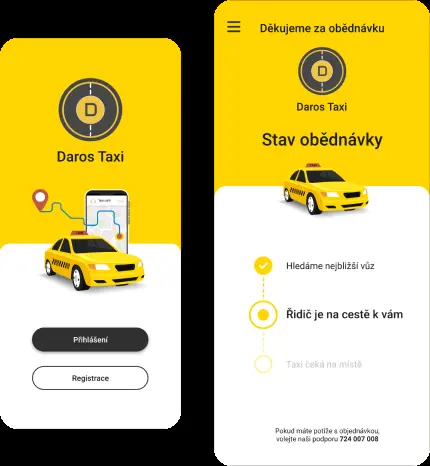 D
Daros Taxi
Přihlášení
Registrace
Děkujeme za obědnávku
D
Daros Taxi
Stav obědnávky
Hledáme nejbližší vůz
Řidič je na cestě k vám
Taxi čeká na místě
Pokud máte potíže s objednávkou,
volejte naši podporu 724 007 008